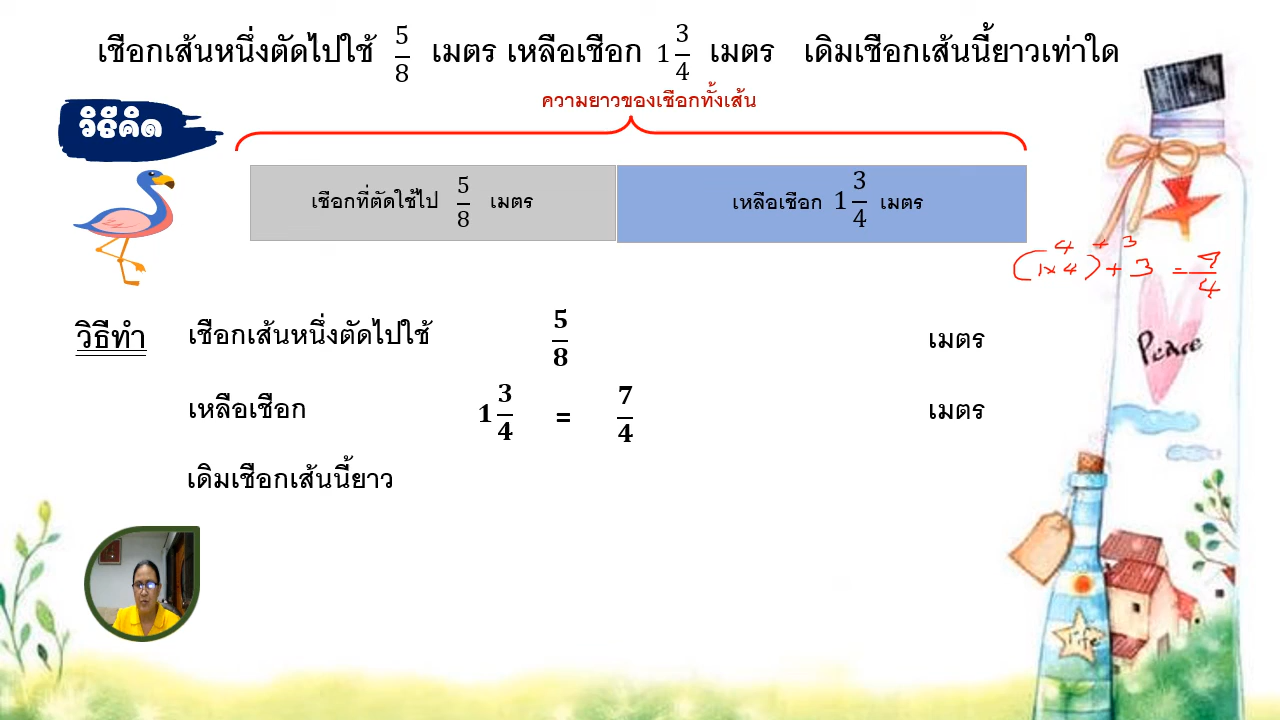 เชือกเส้นหนึ่งตัดไปใช้ 5/8 เมตร เหลือเชือก 1 3/4 เมตร เดิมเชือกเส้นนี้ยาวเท่าใด
ความยาวของเชือกทั้งเส้น
วิธีคิด
เชือกที่ตัดใช้ไป 5/8 เมตร
เหลือเชือก 1 3/4 เมตร
4 + 3
(1×4)+3 = 7/4
วิธีทำ เชือกเส้นหนึ่งตัดไปใช้ 5/8 เมตร
เหลือเชือก 1 3/4 = 7/4 เมตร
เดิมเชือกเส้นนี้ยาว
Peace
life